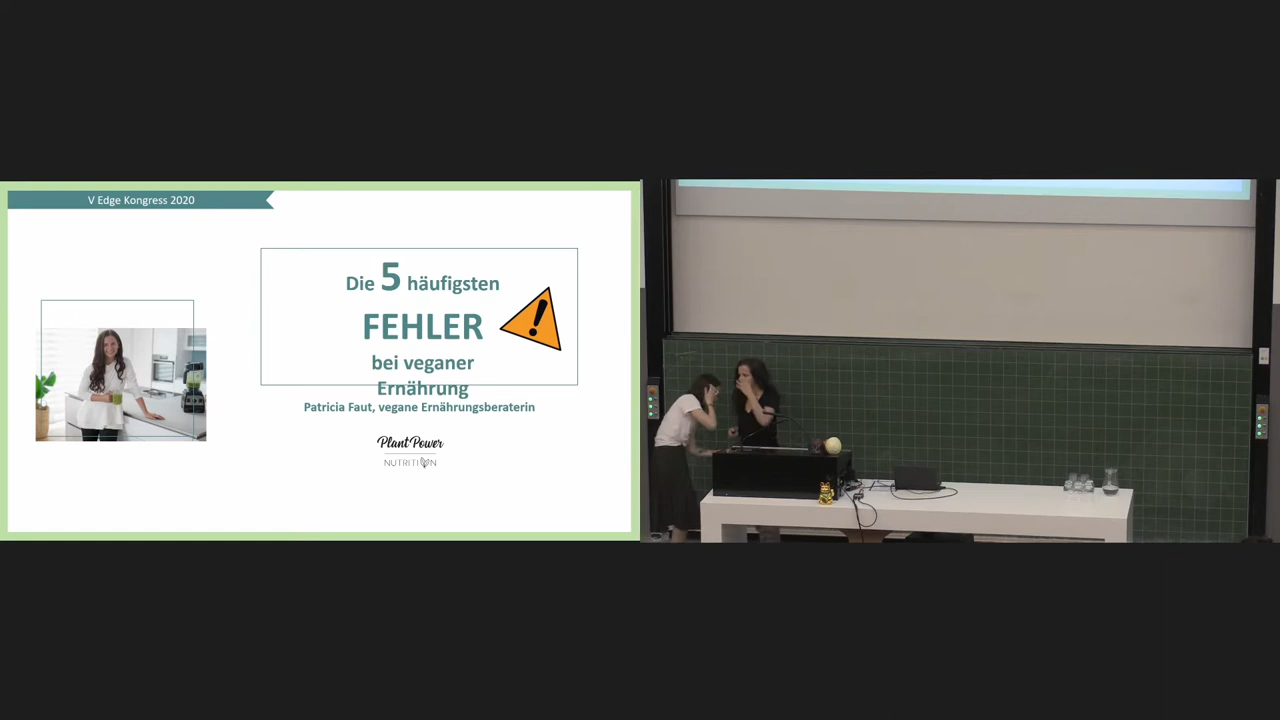 V Edge Kongress 2020
Die 5 häufigsten
FEHLER
bei veganer
Ernährung
Patricia Faut, vegane Ernährungsberaterin
Plant Power
NUTRITION